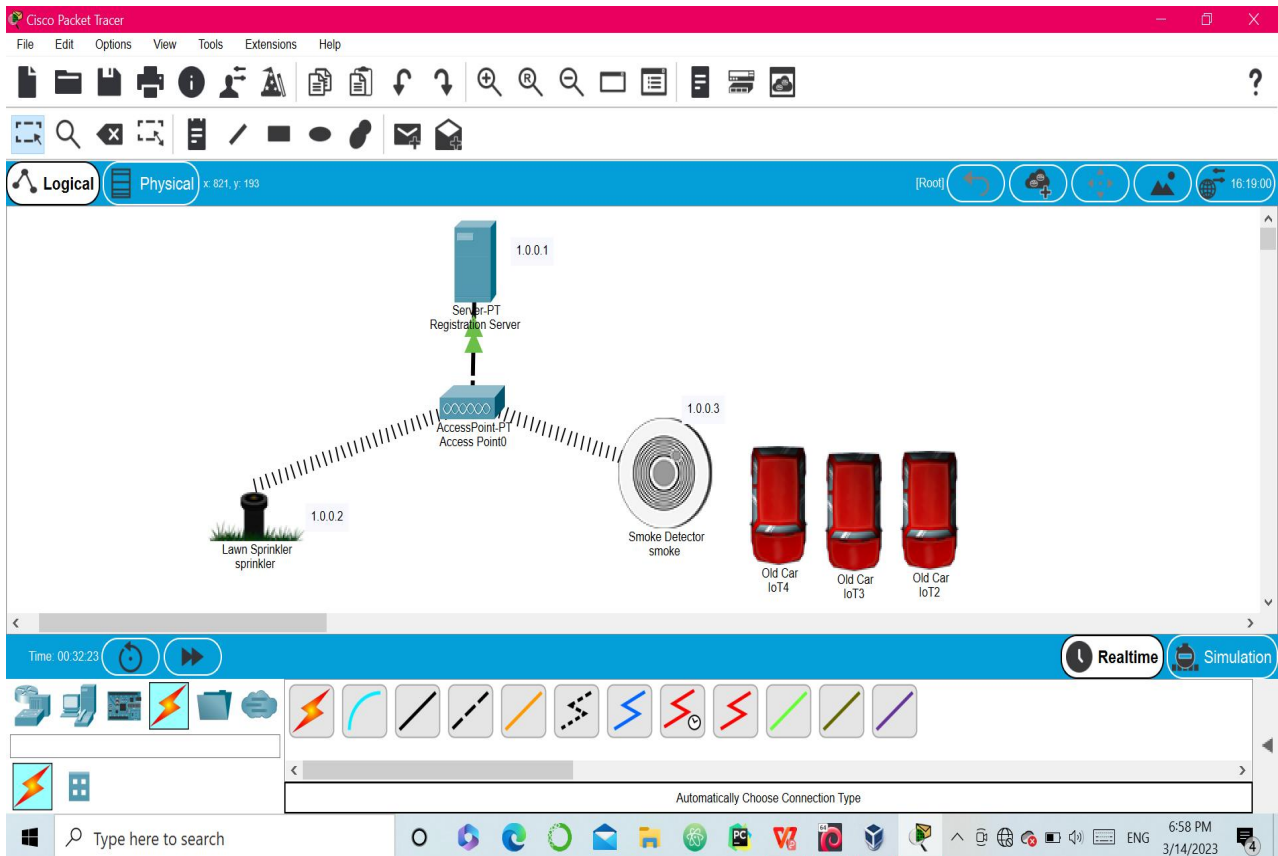 Cisco Packet Tracer
File Edit Options View Tools Extensions Help
Logical
Physical
x: 821, y: 193
[Root]
16:19:00
1.0.0.1
Server-PT
Registration Server
AccessPoint-PT
Access Point0
1.0.0.3
1.0.0.2
Lawn Sprinkler
sprinkler
Smoke Detector
smoke
Old Car
IoT4
Old Car
IoT3
Old Car
IoT2
Time: 00:32:23
Realtime
Simulation
Automatically Choose Connection Type
Type here to search
ENG
6:58 PM
3/14/2023
4